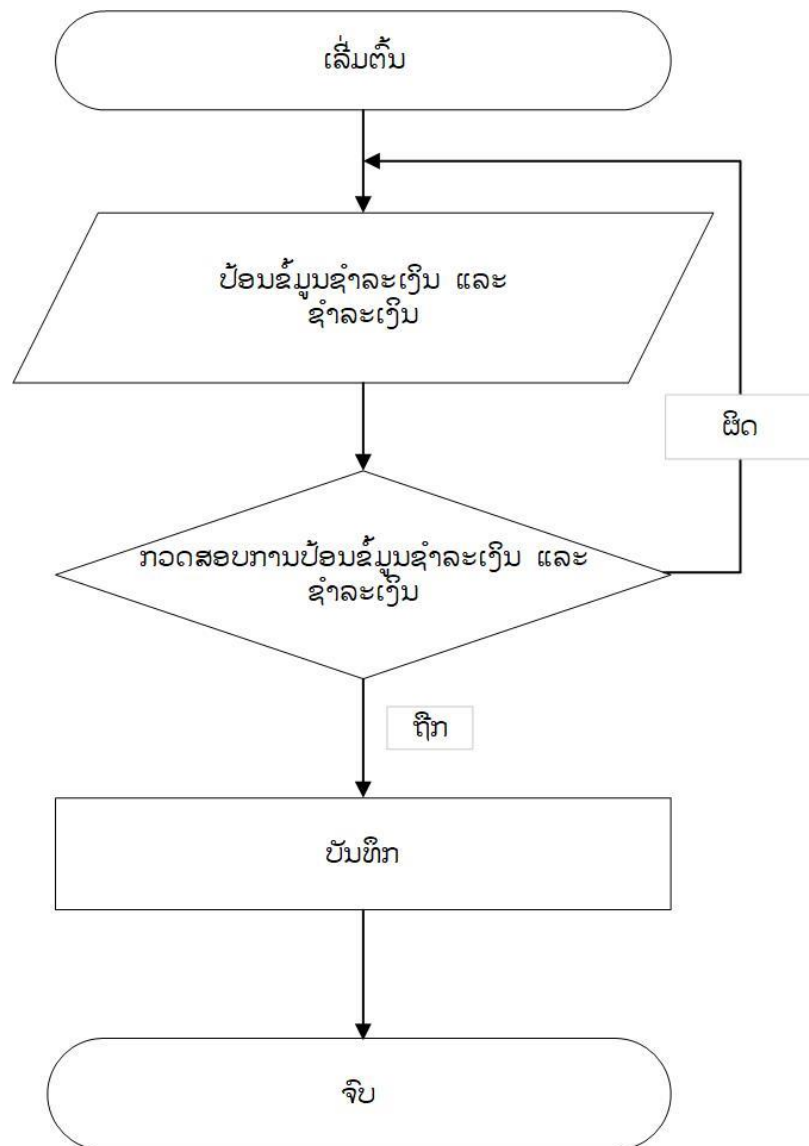 ເລີ່ມຕົ້ນ
ປ້ອນຂໍ້ມູນຊຳລະເງິນ ແລະ
ຊຳລະເງິນ
ຜິດ
ກວດສອບການປ້ອນຂໍ້ມູນຊຳລະເງິນ ແລະ
ຊຳລະເງິນ
ຖືກ
ບັນທຶກ
ຈົບ